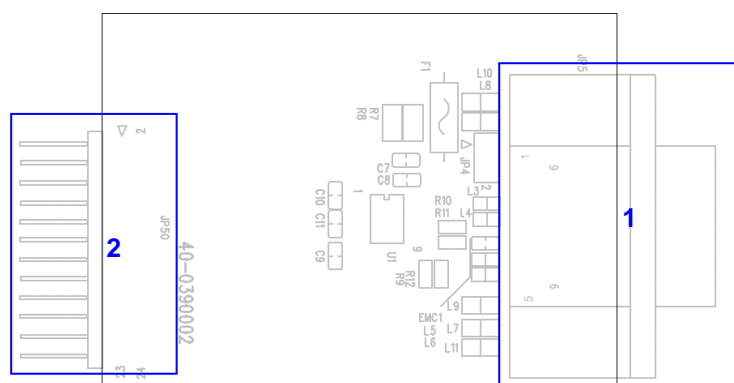 F1
L10
L8
JP5
R7
R8
2
1
6
JP4
C7
C8
2
L3
C10
1
R10
L4
C11
R11
1
JP50
2
40-0390002
C9
U1
9
R9
R12
9
5
L9
EMC1
L5
L7
L6
L11
23
24